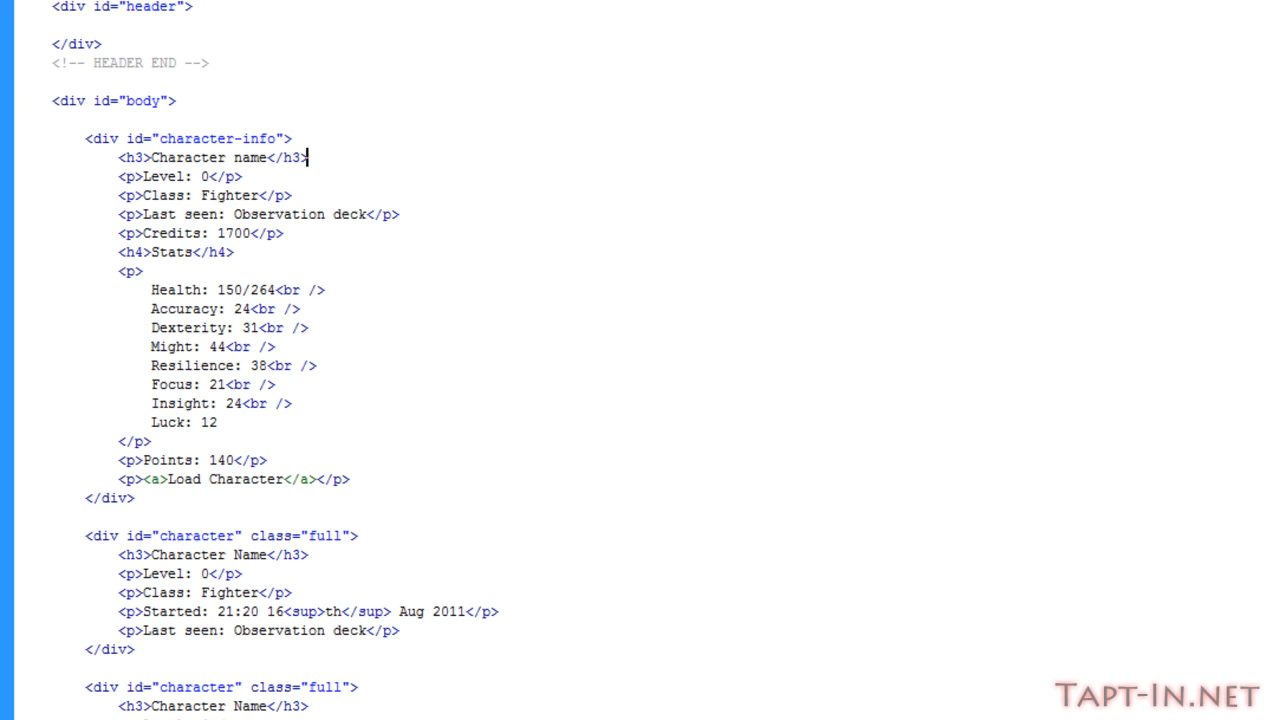 <div id="header">
</div>
<!-- HEADER END -->
<div id="body">
<div id="character-info">
<h3>Character name</h3>
<p>Level: 0</p>
<p>Class: Fighter</p>
<p>Last seen: Observation deck</p>
<p>Credits: 1700</p>
<h4>Stats</h4>
<p>
Health: 150/264<br />
Accuracy: 24<br />
Dexterity: 31<br />
Might: 44<br />
Resilience: 38<br />
Focus: 21<br />
Insight: 24<br />
Luck: 12
</p>
<p>Points: 140</p>
<p><a>Load Character</a></p>
</div>
<div id="character" class="full">
<h3>Character Name</h3>
<p>Level: 0</p>
<p>Class: Fighter</p>
<p>Started: 21:20 16<sup>th</sup> Aug 2011</p>
<p>Last seen: Observation deck</p>
</div>
<div id="character" class="full">
<h3>Character Name</h3>
Tapt-In.net